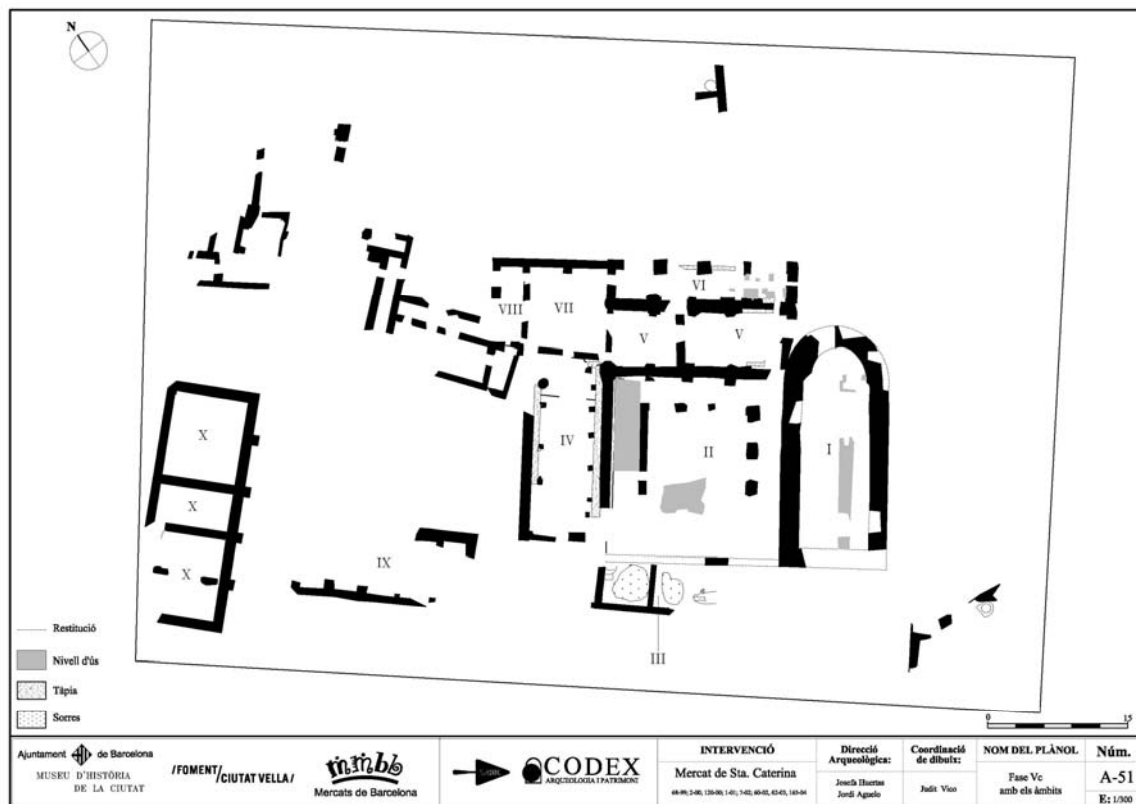 N
VI
VIII
VII
V
V
X
IV
II
I
X
IX
X
III
Restitució
Nivell d'ús
Tàpia
Sorres
0
15
Ajuntament de Barcelona
MUSEU D'HISTÒRIA
DE LA CIUTAT
/FOMENT/CIUTAT VELLA/
Mercats de Barcelona
CODEX
ARQUEOLOGIA I PATRIMONI
INTERVENCIÓ
Mercat de Sta. Caterina
Direcció
Arqueològica:
Josefa Huertas
Jordi Aguelo
Coordinació
de dibuix:
Judit Vico
NOM DEL PLÀNOL
Fase Vc
amb els àmbits
Núm.
A-51
E: 1/300